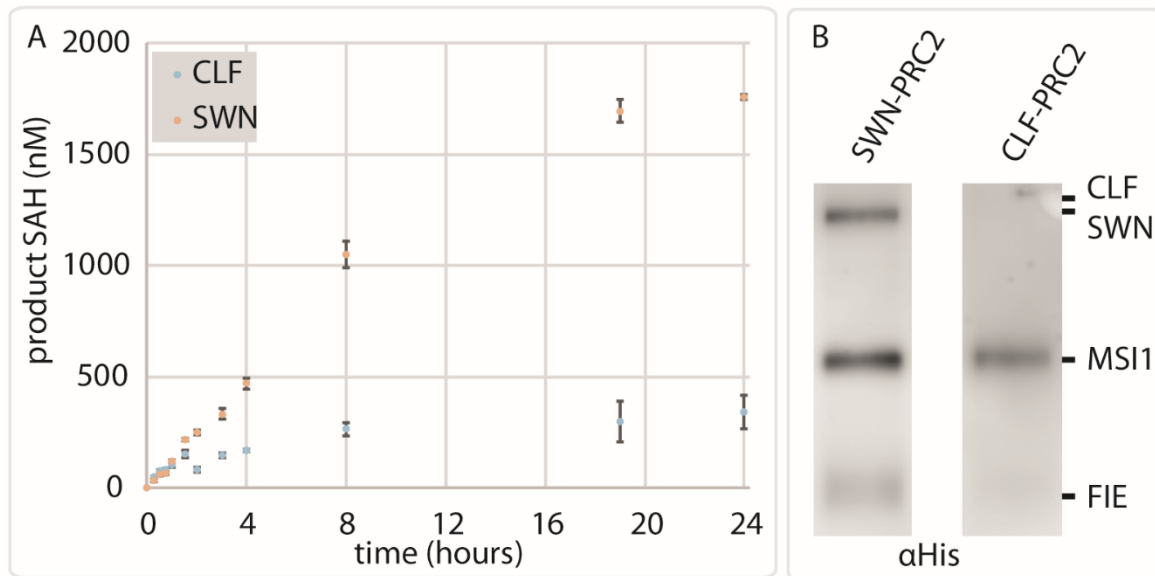 A
2000
1500
1000
500
0
product SAH (nM)
CLF
SWN
0 4 8 12 16 20 24
time (hours)
B
SWN-PRC2
CLF-PRC2
CLF
SWN
MSI1
FIE
αHis